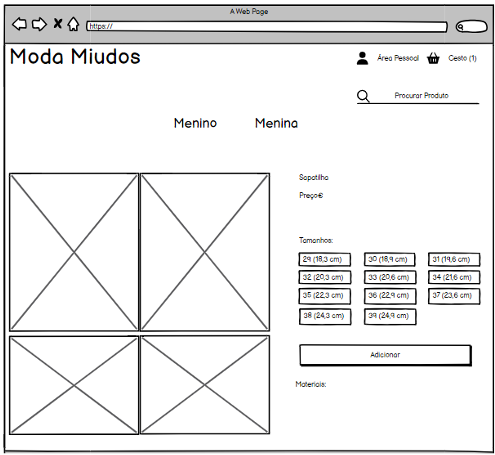 A Web Page
https://
Moda Miudos
Área Pessoal
Cesto (1)
Procurar Produto
Menino
Menina
Sapatilha
Preço€
Tamanhos:
29 (18,3 cm)
30 (18,9 cm)
31 (19,6 cm)
32 (20,3 cm)
33 (20,6 cm)
34 (21,6 cm)
35 (22,3 cm)
36 (22,9 cm)
37 (23,6 cm)
38 (24,3 cm)
39 (24,9 cm)
Adicionar
Materiais: